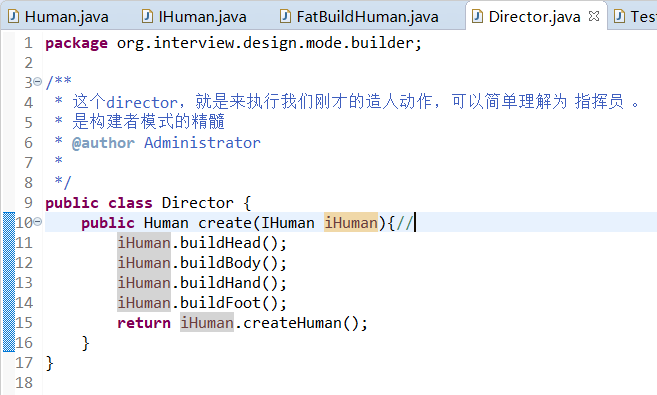 Human.java IHuman.java FatBuildHuman.java Director.java Test
1 package org.interview.design.mode.builder;
2
3 /**
4 * 这个director，就是来执行我们刚才的造人动作，可以简单理解为 指挥员 。
5 * 是构建者模式的精髓
6 * @author Administrator
7 *
8 */
9 public class Director {
10 public Human create(IHuman iHuman){//
11 iHuman.buildHead();
12 iHuman.buildBody();
13 iHuman.buildHand();
14 iHuman.buildFoot();
15 return iHuman.createHuman();
16 }
17 }
18